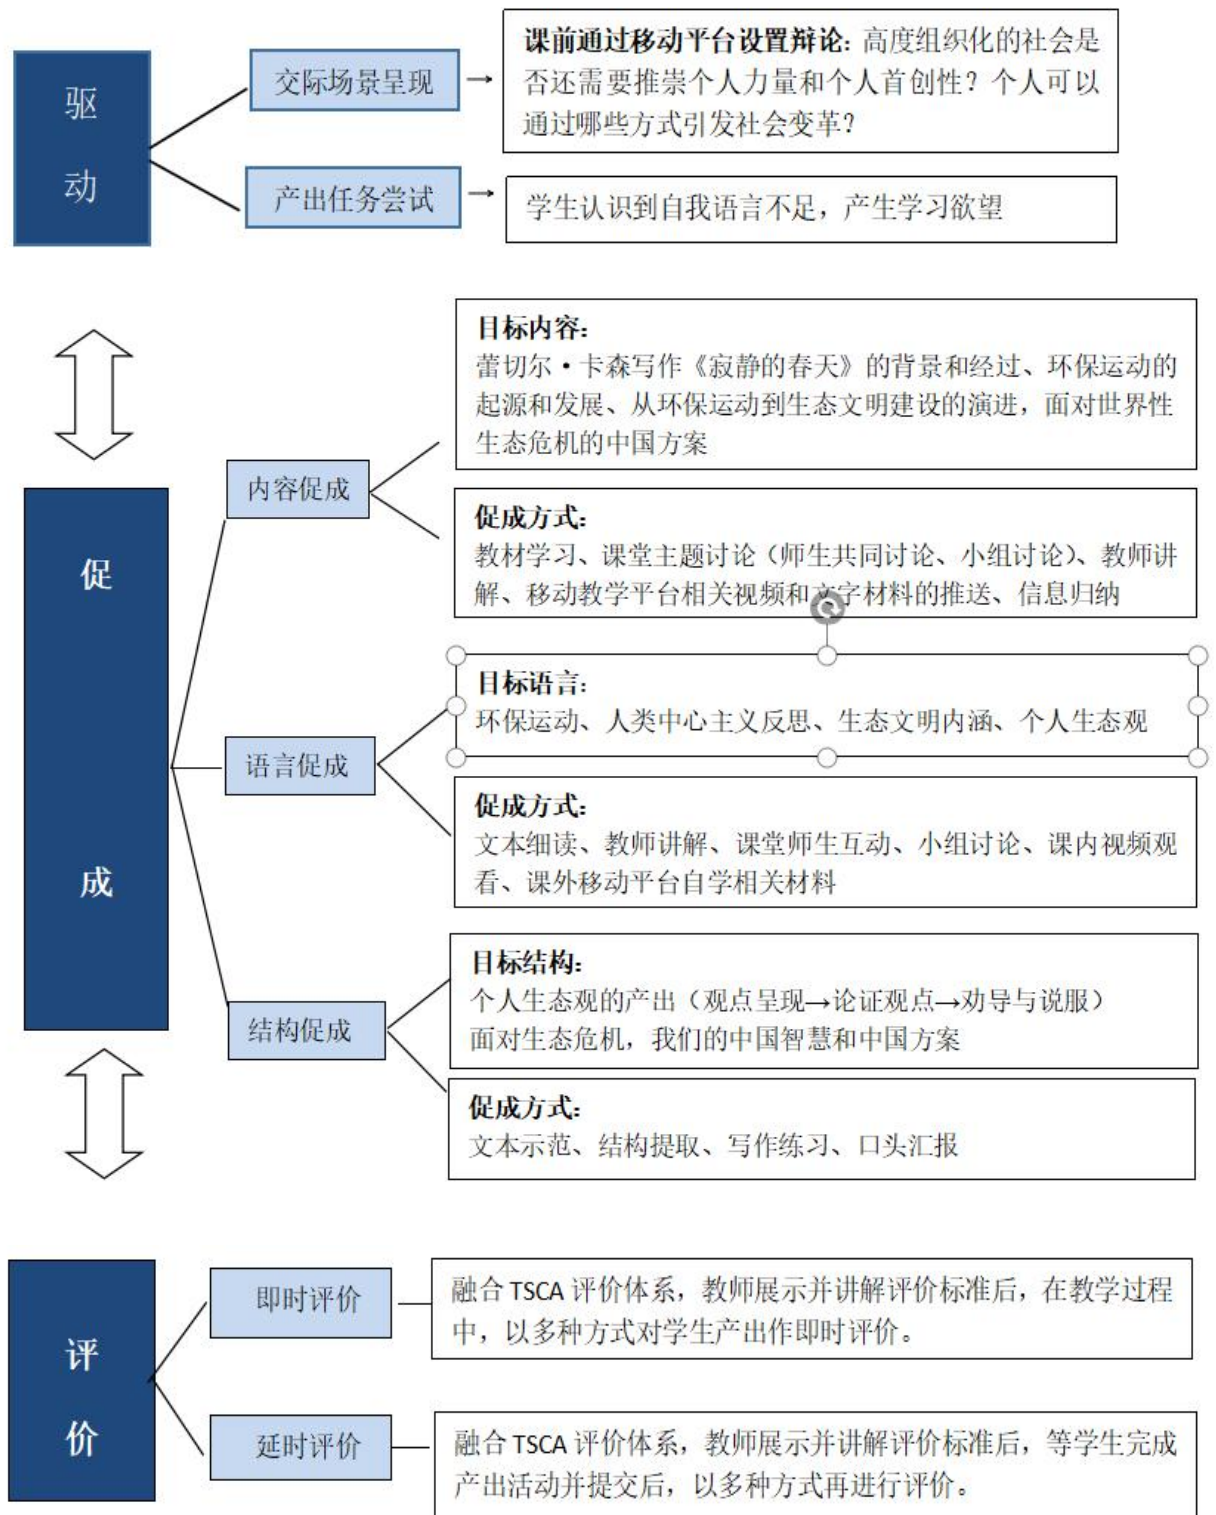 驱
动
交际场景呈现
课前通过移动平台设置辩论：高度组织化的社会是
否还需要推崇个人力量和个人首创性？个人可以
通过哪些方式引发社会变革？
产出任务尝试
学生认识到自我语言不足，产生学习欲望
促
成
内容促成
目标内容：
蕾切尔·卡森写作《寂静的春天》的背景和经过、环保运动的
起源和发展、从环保运动到生态文明建设的演进，面对世界性
生态危机的中国方案
促成方式：
教材学习、课堂主题讨论（师生共同讨论、小组讨论）、教师讲
解、移动教学平台相关视频和文字材料的推送、信息归纳
语言促成
目标语言：
环保运动、人类中心主义反思、生态文明内涵、个人生态观
促成方式：
文本细读、教师讲解、课堂师生互动、小组讨论、课内视频观
看、课外移动平台自学相关材料
结构促成
目标结构：
个人生态观的产出（观点呈现→论证观点→劝导与说服）
面对生态危机，我们的中国智慧和中国方案
促成方式：
文本示范、结构提取、写作练习、口头汇报
评
价
即时评价
融合 TSCA 评价体系，教师展示并讲解评价标准后，在教学过程
中，以多种方式对学生产出作即时评价。
延时评价
融合 TSCA 评价体系，教师展示并讲解评价标准后，等学生完成
产出活动并提交后，以多种方式再进行评价。